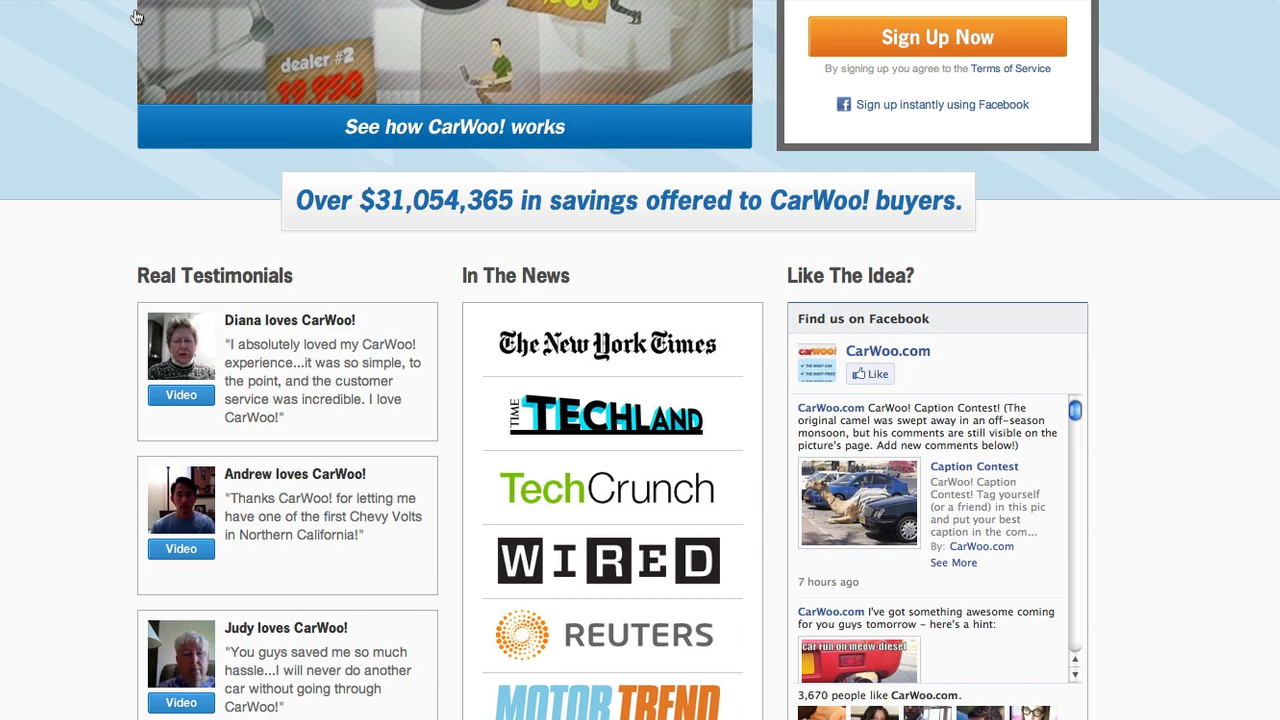 dealer #2
19 950
See how CarWoo! works
Sign Up Now
By signing up you agree to the Terms of Service
Sign up instantly using Facebook
Over $31,054,365 in savings offered to CarWoo! buyers.
Real Testimonials
Diana loves CarWoo!
"I absolutely loved my CarWoo!
experience...it was so simple, to
the point, and the customer
service was incredible. I love
CarWoo!"
Video
Andrew loves CarWoo!
"Thanks CarWoo! for letting me
have one of the first Chevy Volts
in Northern California!"
Video
Judy loves CarWoo!
"You guys saved me so much
hassle...I will never do another
car without going through
CarWoo!"
Video
In The News
The New York Times
TIME TECHLAND
TechCrunch
WIRED
REUTERS
MOTOR TREND
Like The Idea?
Find us on Facebook
carwoo!
CarWoo.com
Like
CarWoo.com CarWoo! Caption Contest! (The
original camel was swept away in an off-season
monsoon, but his comments are still visible on the
picture's page. Add new comments below!)
Caption Contest
CarWoo! Caption
Contest! Tag yourself
(or a friend) in this pic
and put your best
caption in the com...
By: CarWoo.com
See More
7 hours ago
CarWoo.com I've got something awesome coming
for you guys tomorrow - here's a hint:
car run on meow-diesel
3,670 people like CarWoo.com.